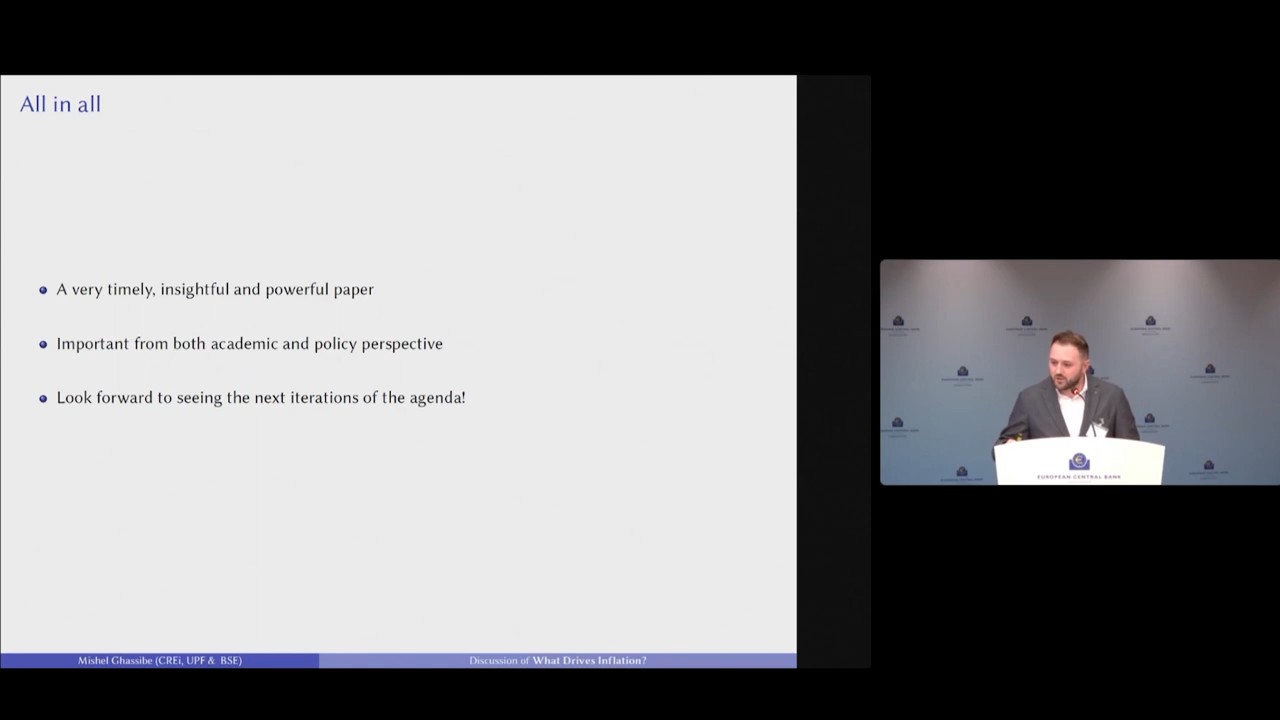 All in all
A very timely, insightful and powerful paper
Important from both academic and policy perspective
Look forward to seeing the next iterations of the agenda!
Mishel Ghassibe (CREi, UPF & BSE)
Discussion of What Drives Inflation?
EUROPEAN CENTRAL BANK